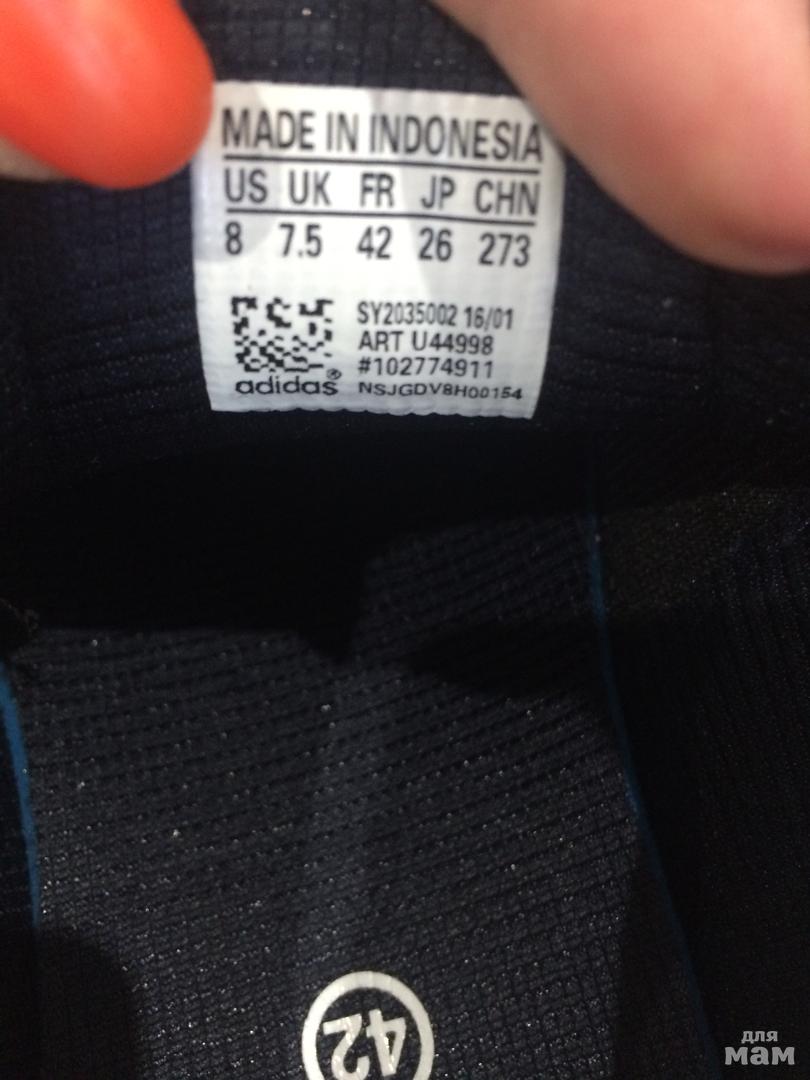 MADE IN INDONESIA
US UK FR JP CHN
8 7.5 42 26 273
SY2035002 16/01
ART U44998
#102774911
adidas® NSJGDV8H00154
42
для
мам